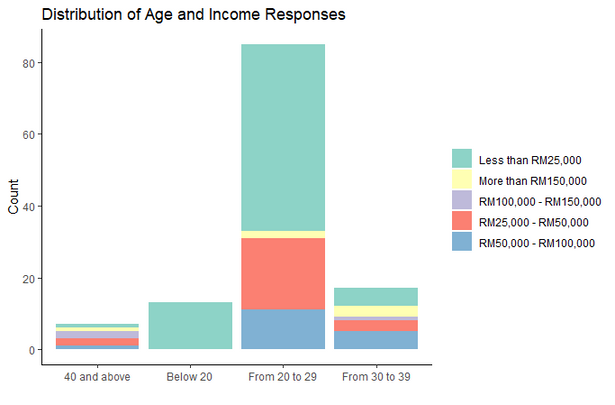 Distribution of Age and Income Responses
Count
80
60
40
20
0
40 and above
Below 20
From 20 to 29
From 30 to 39
Less than RM25,000
More than RM150,000
RM100,000 - RM150,000
RM25,000 - RM50,000
RM50,000 - RM100,000